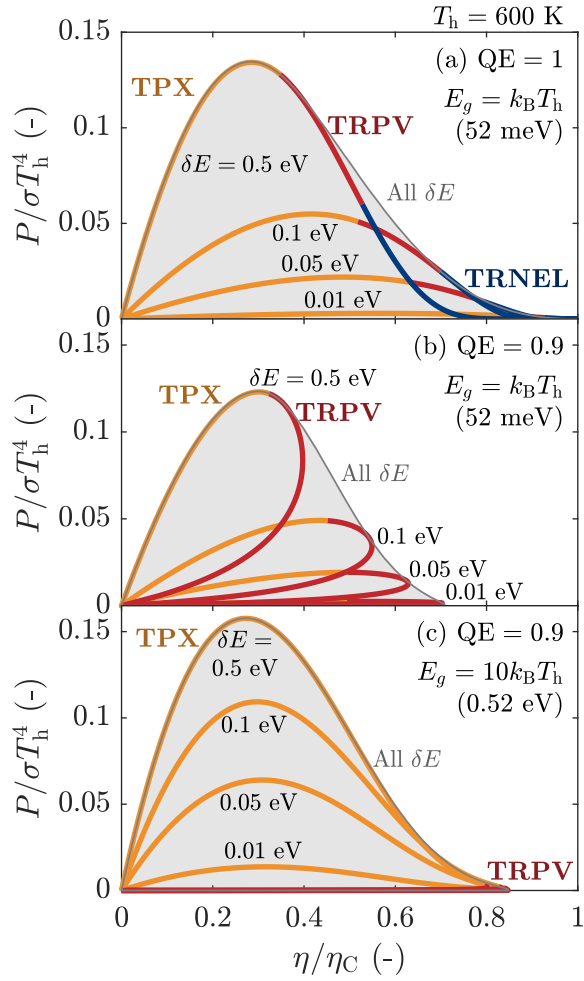 T_h = 600 K
0.15
(a) QE = 1
TPX
E_g = k_BT_h
(52 meV)
0.1
TRPV
P/σT_h^4 (-)
δE = 0.5 eV
All δE
0.05
0.1 eV
0.05 eV
TRNEL
0.01 eV
0
0.15
(b) QE = 0.9
δE = 0.5 eV
TPX
TRPV
E_g = k_BT_h
(52 meV)
0.1
P/σT_h^4 (-)
All δE
0.05
0.1 eV
0.05 eV
0.01 eV
0
(c) QE = 0.9
TPX
δE =
0.5 eV
E_g = 10k_BT_h
(0.52 eV)
0.15
P/σT_h^4 (-)
0.1
0.1 eV
All δE
0.05
0.05 eV
0.01 eV
TRPV
0
0 0.2 0.4 0.6 0.8 1
η/η_C (-)